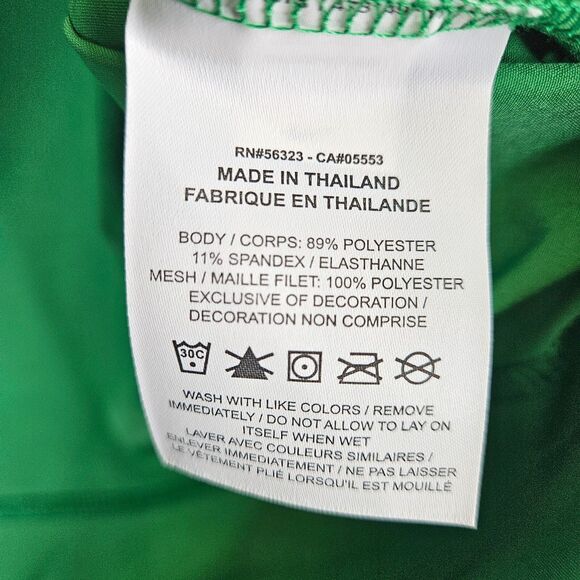 RN#56323 - CA#05553
MADE IN THAILAND
FABRIQUE EN THAILANDE
BODY / CORPS: 89% POLYESTER
11% SPANDEX / ELASTHANNE
MESH / MAILLE FILET: 100% POLYESTER
EXCLUSIVE OF DECORATION /
DECORATION NON COMPRISE
30C
WASH WITH LIKE COLORS / REMOVE
IMMEDIATELY / DO NOT ALLOW TO LAY ON
ITSELF WHEN WET
LAVER AVEC COULEURS SIMILAIRES /
ENLEVER IMMEDIATEMENT / NE PAS LAISSER
LE VÊTEMENT PLIÉ LORSQU'IL EST MOUILLÉ